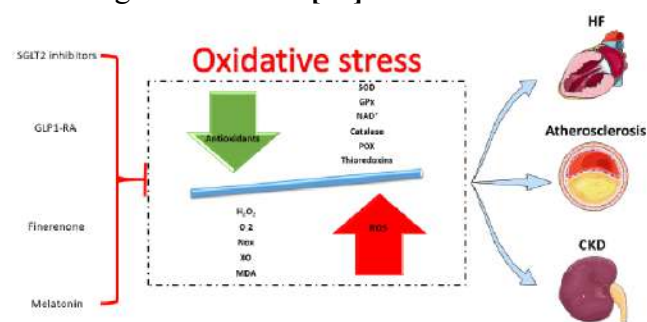 HF
SGLT2 inhibitors
Oxidative stress
SOD
GPx
NAD⁺
Catalase
POX
Thioredoxins
Antioxidants
GLP1-RA
Atherosclerosis
H₂O₂
O 2
Nox
XO
MDA
ROS
Finerenone
CKD
Melatonin